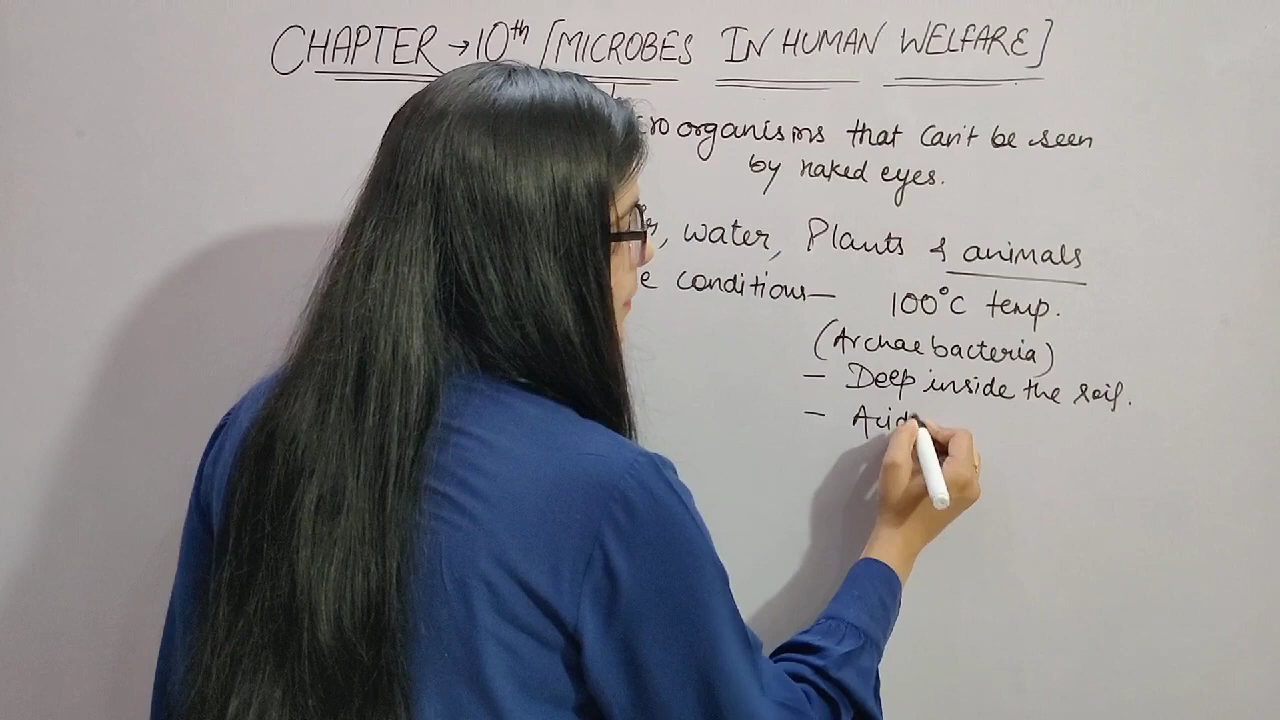 CHAPTER → 10th [MICROBES IN HUMAN WELFARE]
organisms that can't be seen
by naked eyes.
water, Plants & animals
conditions— 100°C temp.
(Archaebacteria)
— Deep inside the soil.
— Acid